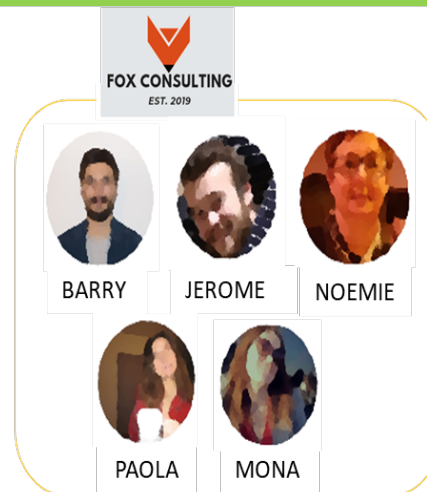 FOX CONSULTING
EST. 2019
BARRY
JEROME
NOEMIE
PAOLA
MONA